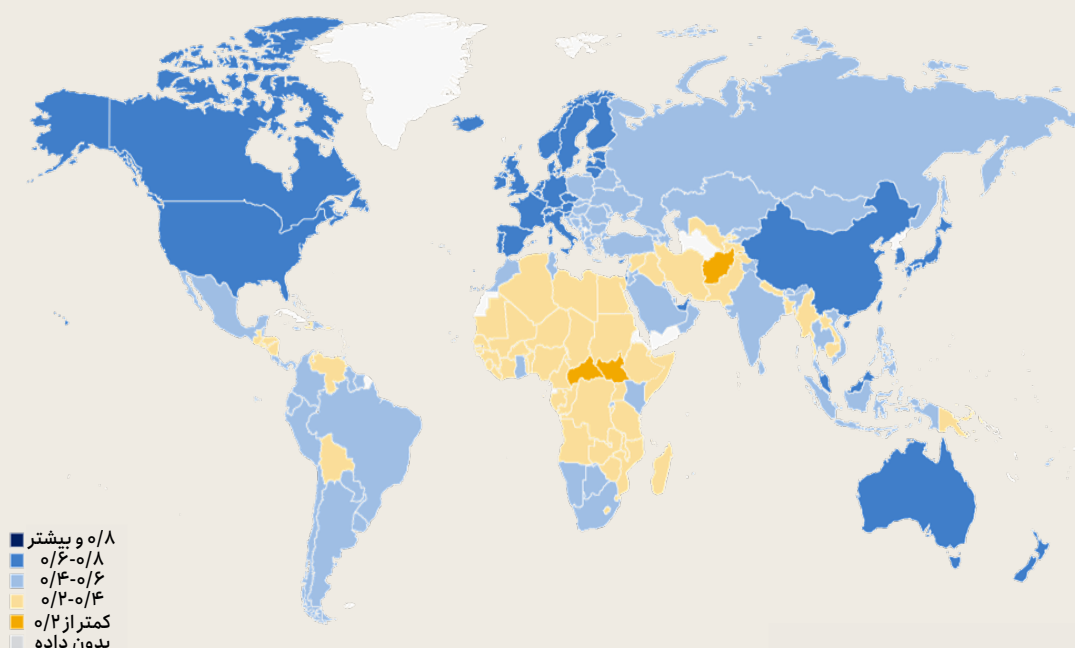 ۰/۸ و بیشتر
۰/۶-۰/۸
۰/۴-۰/۶
۰/۲-۰/۴
کمتر از ۰/۲
بدون داده